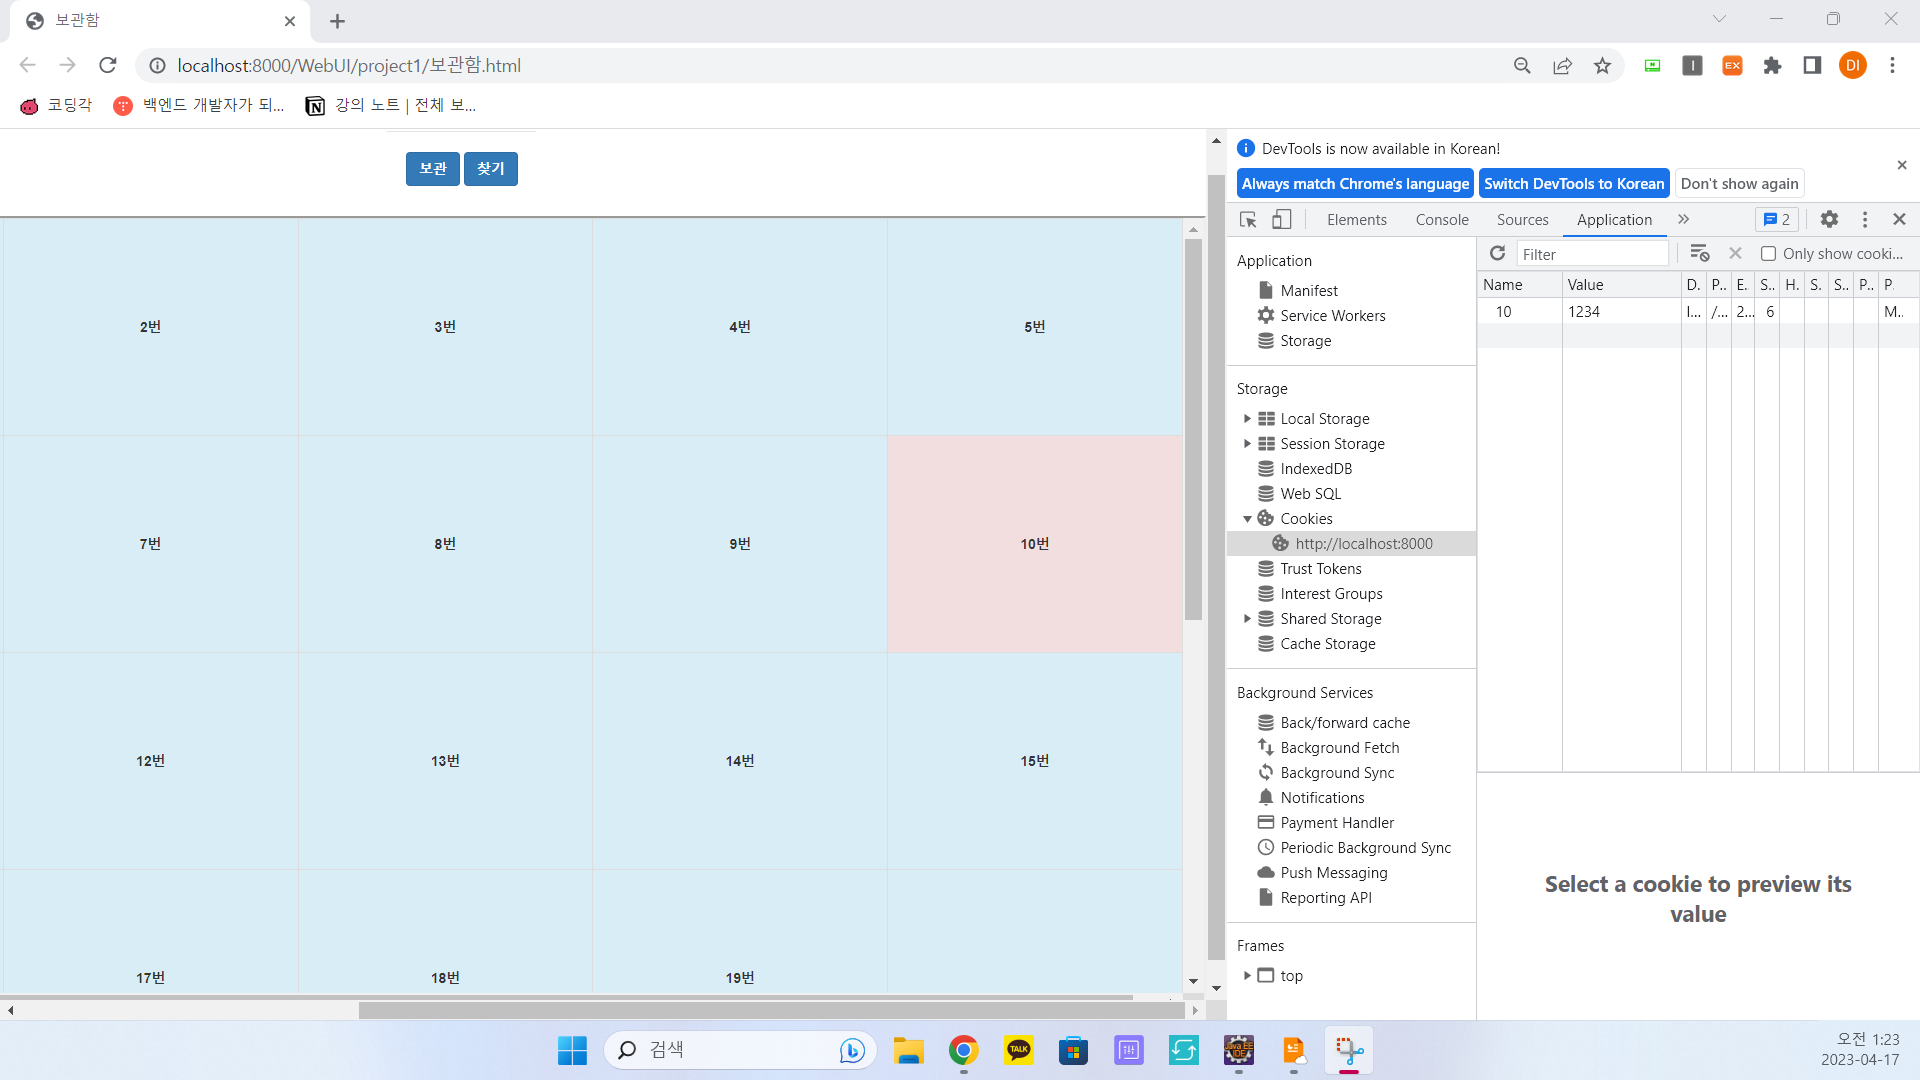 보관함
localhost:8000/WebUI/project1/보관함.html
DI
코딩각
백엔드 개발자가 되...
강의 노트 | 전체 보...
보관 찾기
2번 3번 4번 5번
7번 8번 9번 10번
12번 13번 14번 15번
17번 18번 19번
DevTools is now available in Korean!
Always match Chrome's language
Switch DevTools to Korean
Don't show again
Elements Console Sources Application
2
Application
Manifest
Service Workers
Storage
Storage
Local Storage
Session Storage
IndexedDB
Web SQL
Cookies
http://localhost:8000
Trust Tokens
Interest Groups
Shared Storage
Cache Storage
Background Services
Back/forward cache
Background Fetch
Background Sync
Notifications
Payment Handler
Periodic Background Sync
Push Messaging
Reporting API
Frames
top
Filter
Only show cooki...
Name Value D. P.. E. S.. H. S. S.. P.. P.
10 1234 l... /... 2... 6 M..
Select a cookie to preview its
value
검색
TALK
Java EE
IDE
오전 1:23
2023-04-17